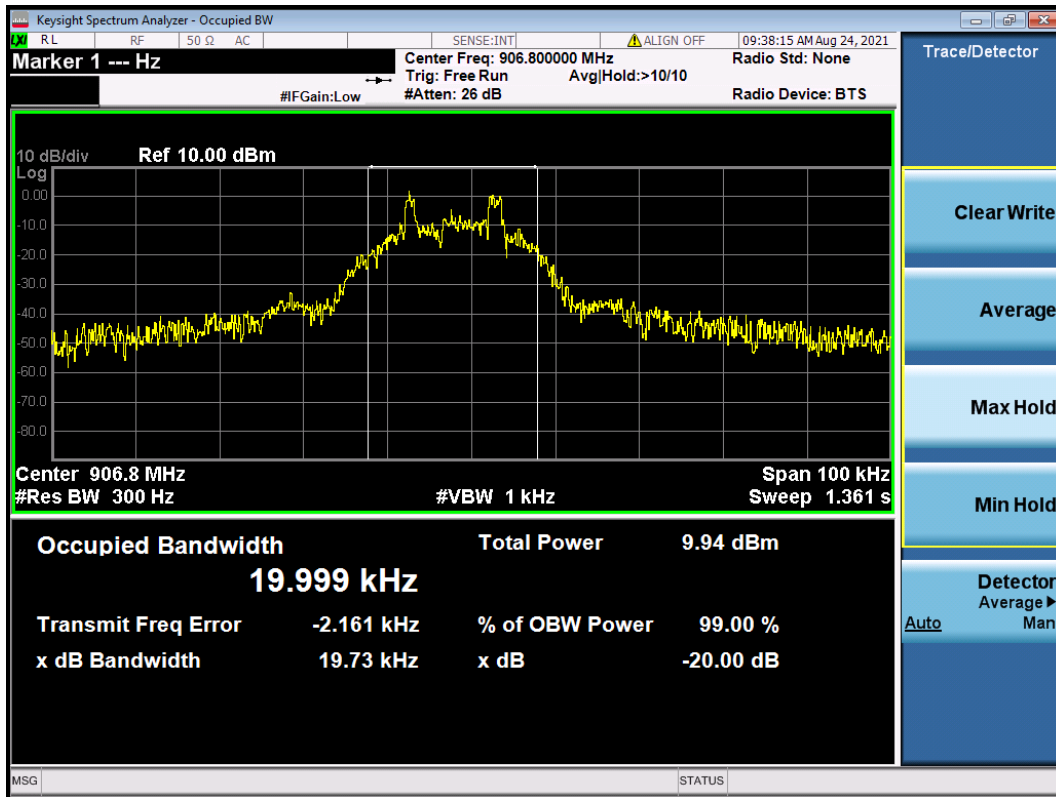 Keysight Spectrum Analyzer - Occupied BW
LXI RL RF 50 Ω AC SENSE:INT ALIGN OFF 09:38:15 AM Aug 24, 2021
Marker 1 --- Hz
Center Freq: 906.800000 MHz
Radio Std: None
Trig: Free Run
Avg|Hold:>10/10
#IFGain:Low
#Atten: 26 dB
Radio Device: BTS
10 dB/div Ref 10.00 dBm
Log
0.00
-10.0
-20.0
-30.0
-40.0
-50.0
-60.0
-70.0
-80.0
Center 906.8 MHz
Span 100 kHz
#Res BW 300 Hz
#VBW 1 kHz
Sweep 1.361 s
Occupied Bandwidth
19.999 kHz
Total Power 9.94 dBm
Transmit Freq Error -2.161 kHz
% of OBW Power 99.00 %
x dB Bandwidth 19.73 kHz
x dB -20.00 dB
MSG
STATUS
Trace/Detector
Clear Write
Average
Max Hold
Min Hold
Detector
Average▶
Auto Man